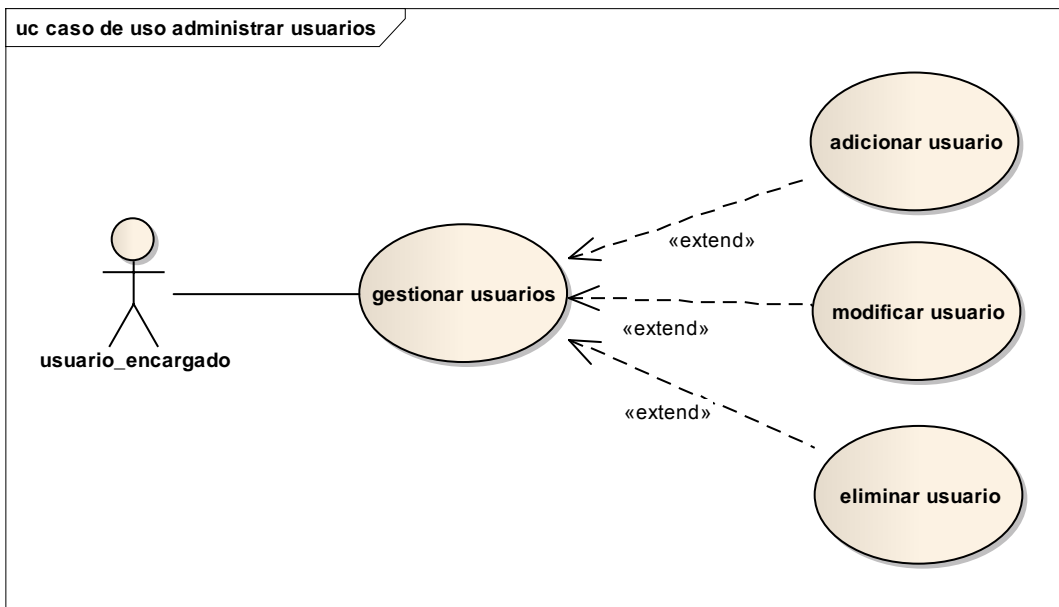 uc caso de uso administrar usuarios
adicionar usuario
«extend»
gestionar usuarios
modificar usuario
«extend»
usuario_encargado
«extend»
eliminar usuario